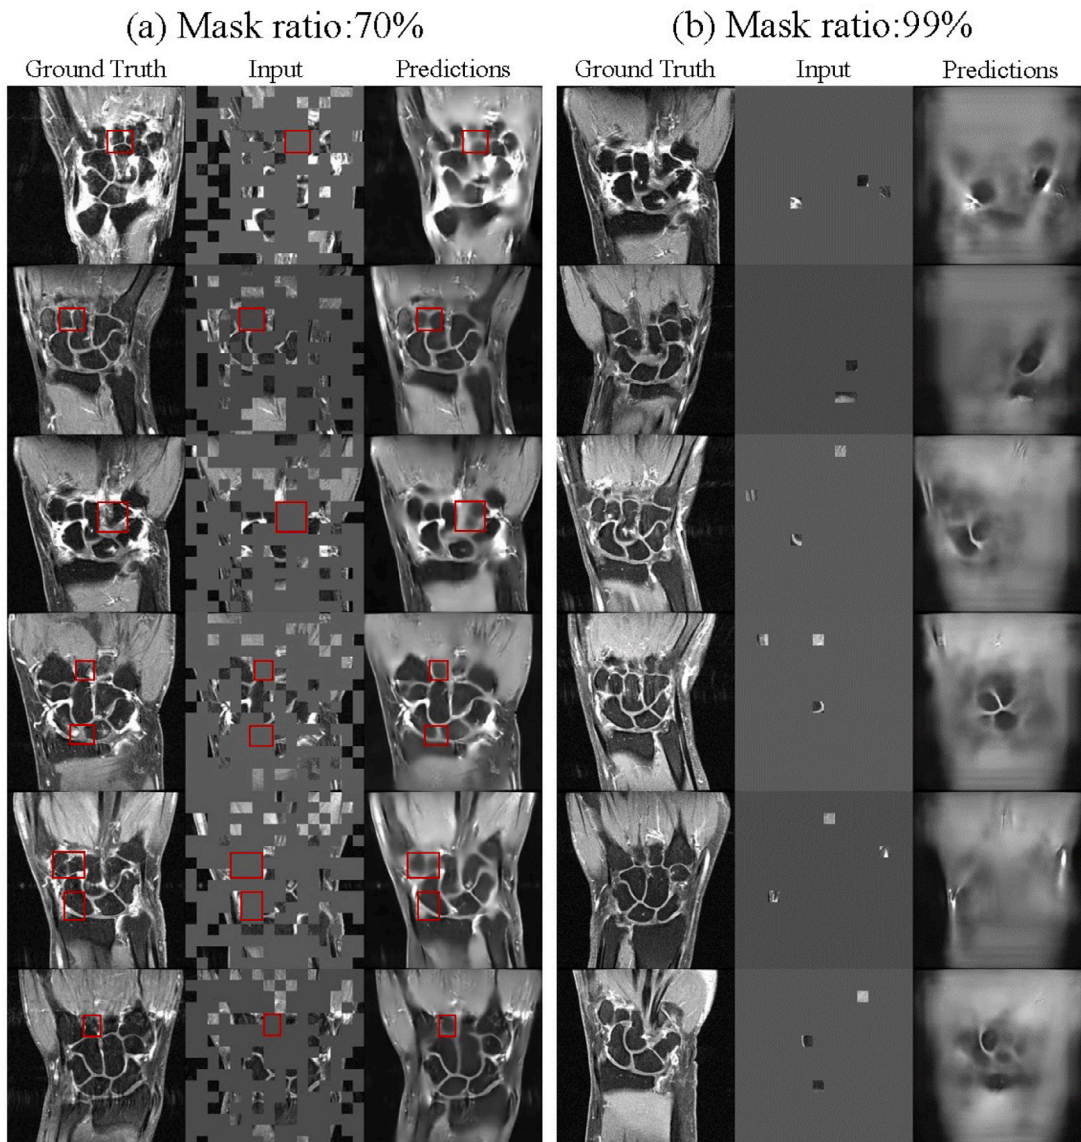 (a) Mask ratio:70%
(b) Mask ratio:99%
Ground Truth Input Predictions
Ground Truth Input Predictions